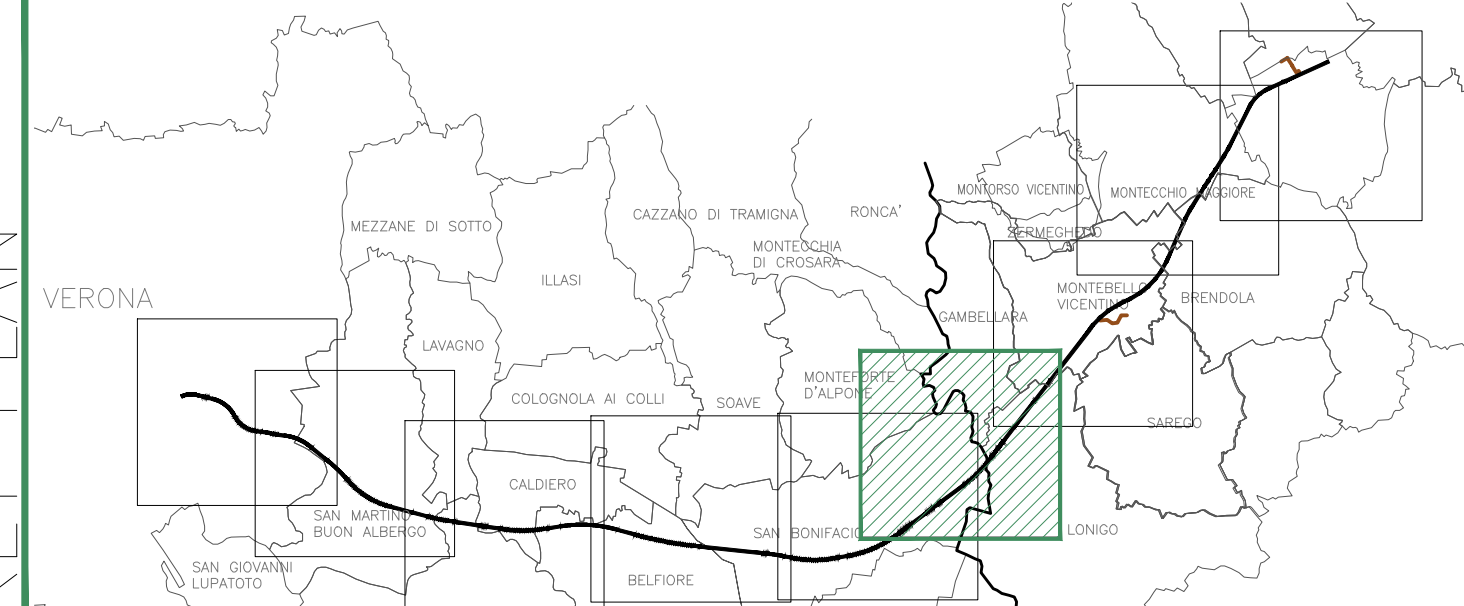 MONTORSO VICENTINO
MONTECCHIO MAGGIORE
CAZZANO DI TRAMIGNA
RONCA'
MEZZANE DI SOTTO
ZERMEGHEDO
MONTECCHIA
DI CROSARA
ILLASI
VERONA
MONTEBELLO
VICENTINO
BRENDOLA
GAMBELLARA
LAVAGNO
MONTEFORTE
D'ALPONE
COLOGNOLA AI COLLI
SOAVE
SAREGO
CALDIERO
SAN MARTINO
BUON ALBERGO
SAN BONIFACIO
LONIGO
SAN GIOVANNI
LUPATOTO
BELFIORE